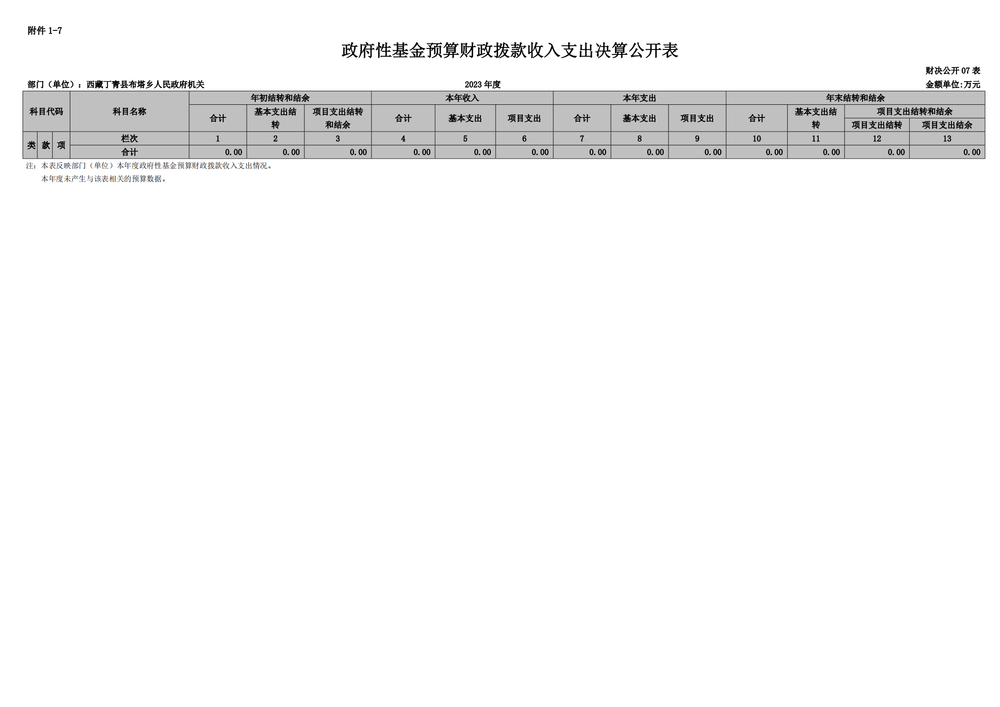 附件 1-7
政府性基金预算财政拨款收入支出决算公开表
财决公开 07 表
部门（单位）：西藏丁青县布塔乡人民政府机关 2023 年度 金额单位:万元
科目代码 科目名称 年初结转和结余 本年收入 本年支出 年末结转和结余
合计 基本支出结转 项目支出结转和结余 合计 基本支出 项目支出 合计 基本支出 项目支出 合计 基本支出结转 项目支出结转和结余
项目支出结转 项目支出结余
类 款 项 栏次 1 2 3 4 5 6 7 8 9 10 11 12 13
合计 0.00 0.00 0.00 0.00 0.00 0.00 0.00 0.00 0.00 0.00 0.00 0.00 0.00
注：本表反映部门（单位）本年度政府性基金预算财政拨款收入支出情况。
本年度未产生与该表相关的预算数据。